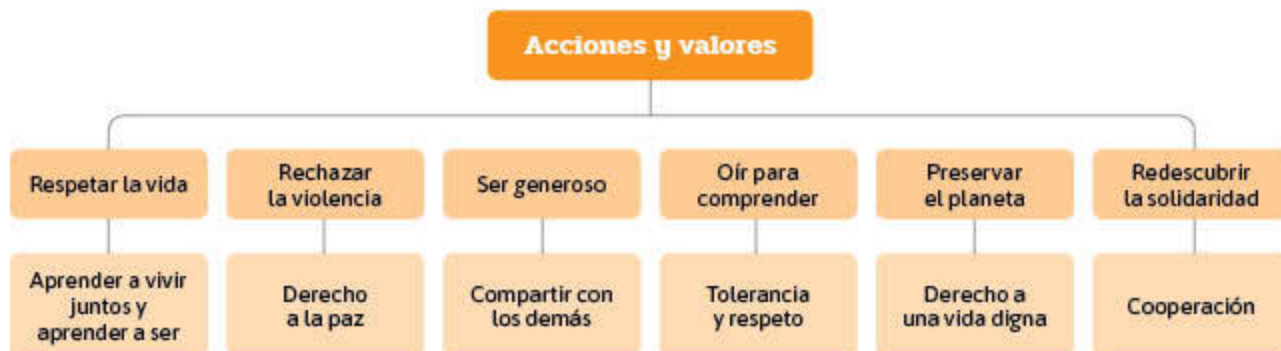 Acciones y valores
Respetar la vida
Rechazar
la violencia
Ser generoso
Oír para
comprender
Preservar
el planeta
Redescubrir
la solidaridad
Aprender a vivir
juntos y
aprender a ser
Derecho
a la paz
Compartir con
los demás
Tolerancia
y respeto
Derecho a
una vida digna
Cooperación